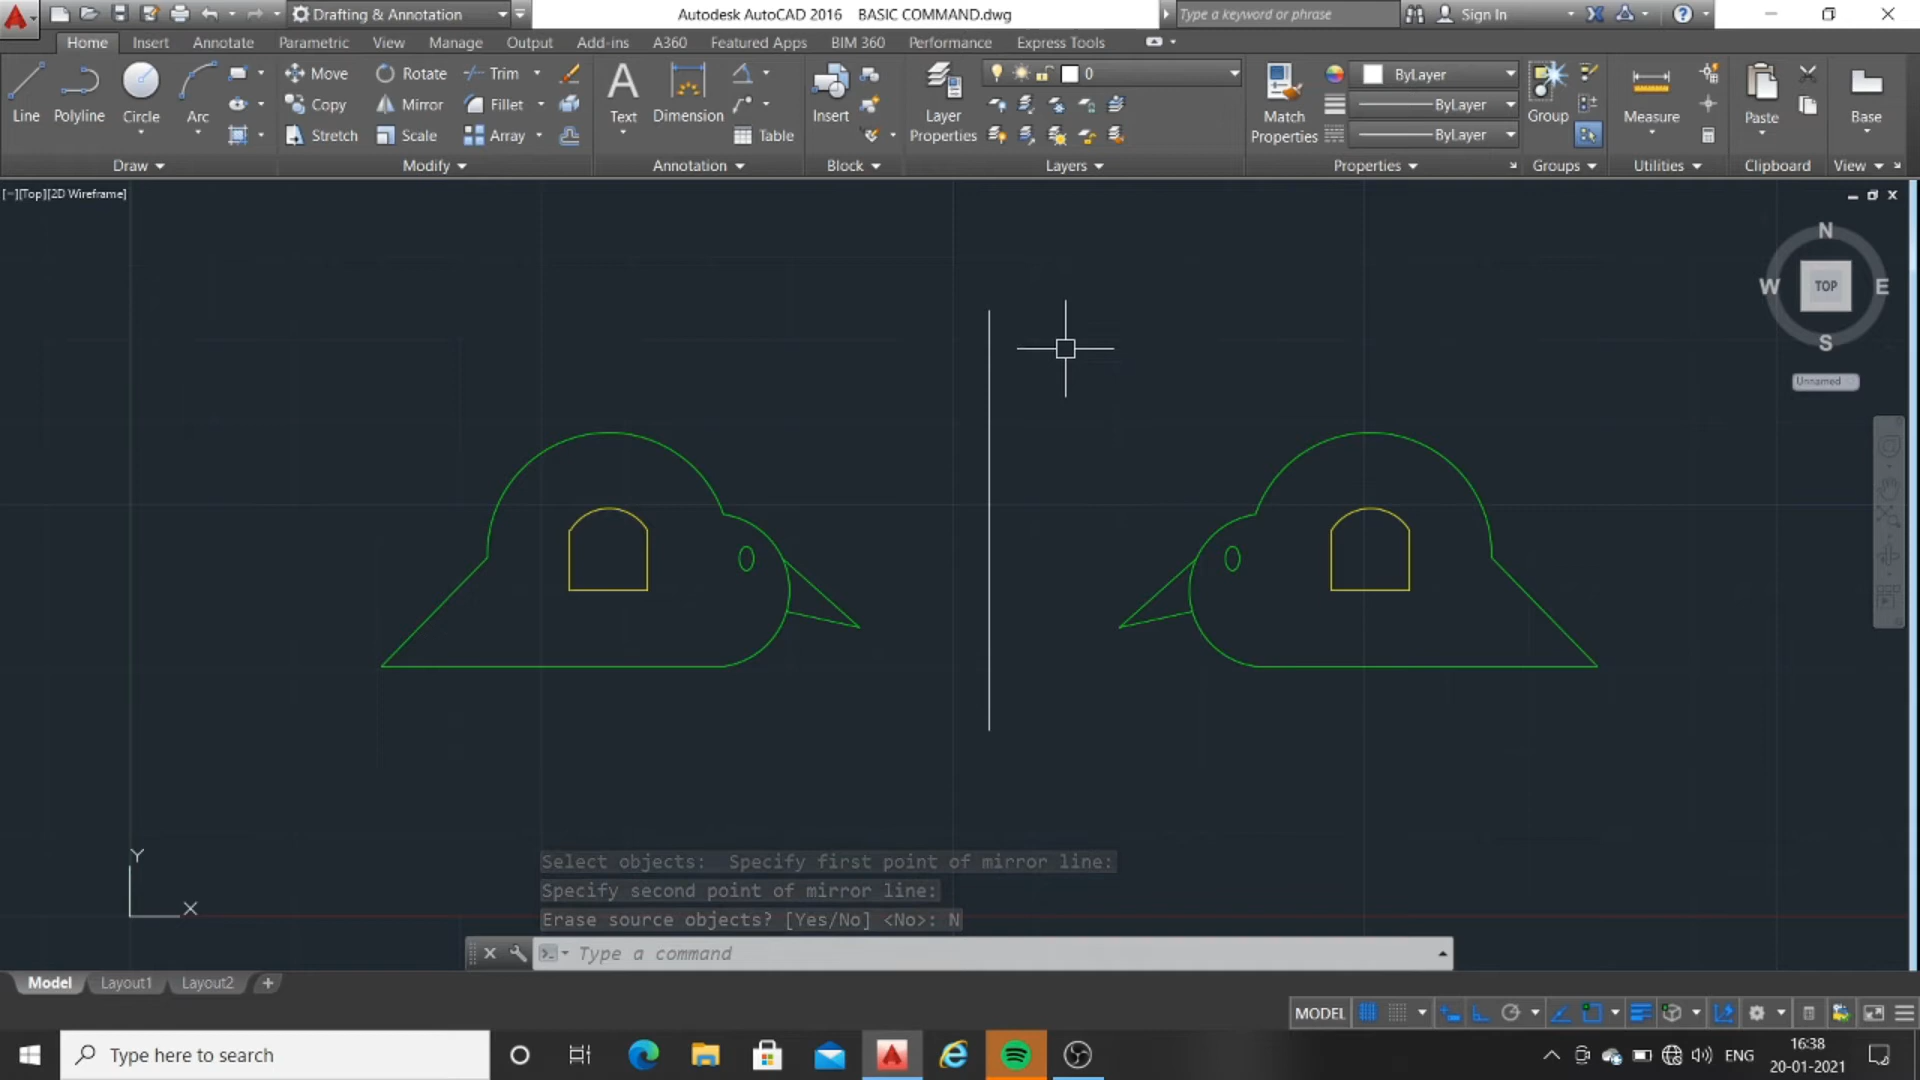 Drafting & Annotation
Autodesk AutoCAD 2016 BASIC COMMAND.dwg
Type a keyword or phrase
Sign In
Home Insert Annotate Parametric View Manage Output Add-ins A360 Featured Apps BIM 360 Performance Express Tools
Line Polyline Circle Arc
Move Rotate Trim
Copy Mirror Fillet
Stretch Scale Array
Text Dimension
Table
Insert
Layer Properties
0
Match Properties
ByLayer
ByLayer
ByLayer
Group
Measure
Paste
Base
Draw Modify Annotation Block Layers Properties Groups Utilities Clipboard View
[−][Top][2D Wireframe]
N
W TOP E
S
Unnamed
Y
X
Select objects: Specify first point of mirror line:
Specify second point of mirror line:
Erase source objects? [Yes/No] <No>: N
Type a command
Model Layout1 Layout2 +
MODEL
Type here to search
ENG
16:38
20-01-2021